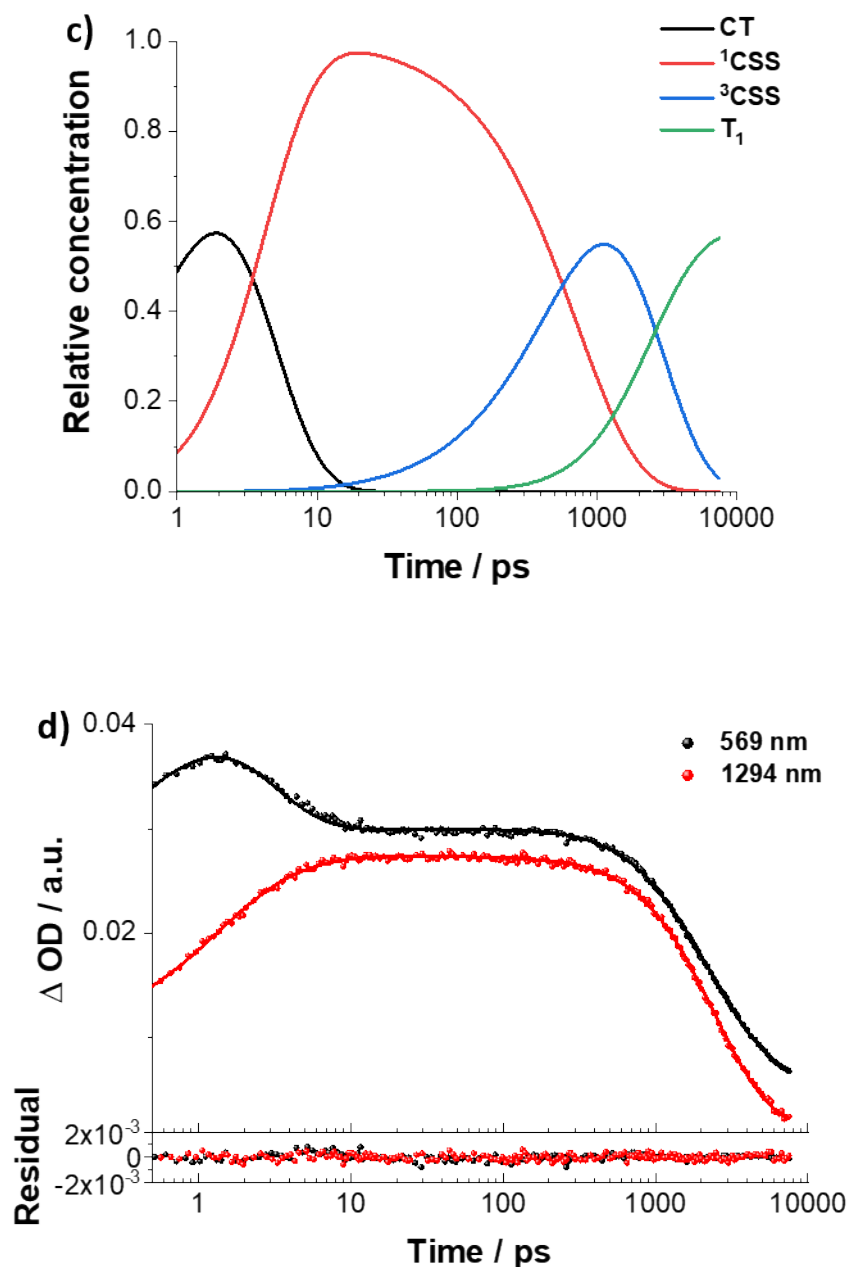 c)
CT
¹CSS
³CSS
T₁
Relative concentration
1.0
0.8
0.6
0.4
0.2
0.0
1 10 100 1000 10000
Time / ps
d)
569 nm
1294 nm
Δ OD / a.u.
0.04
0.02
Residual
2x10⁻³
0
-2x10⁻³
1 10 100 1000 10000
Time / ps